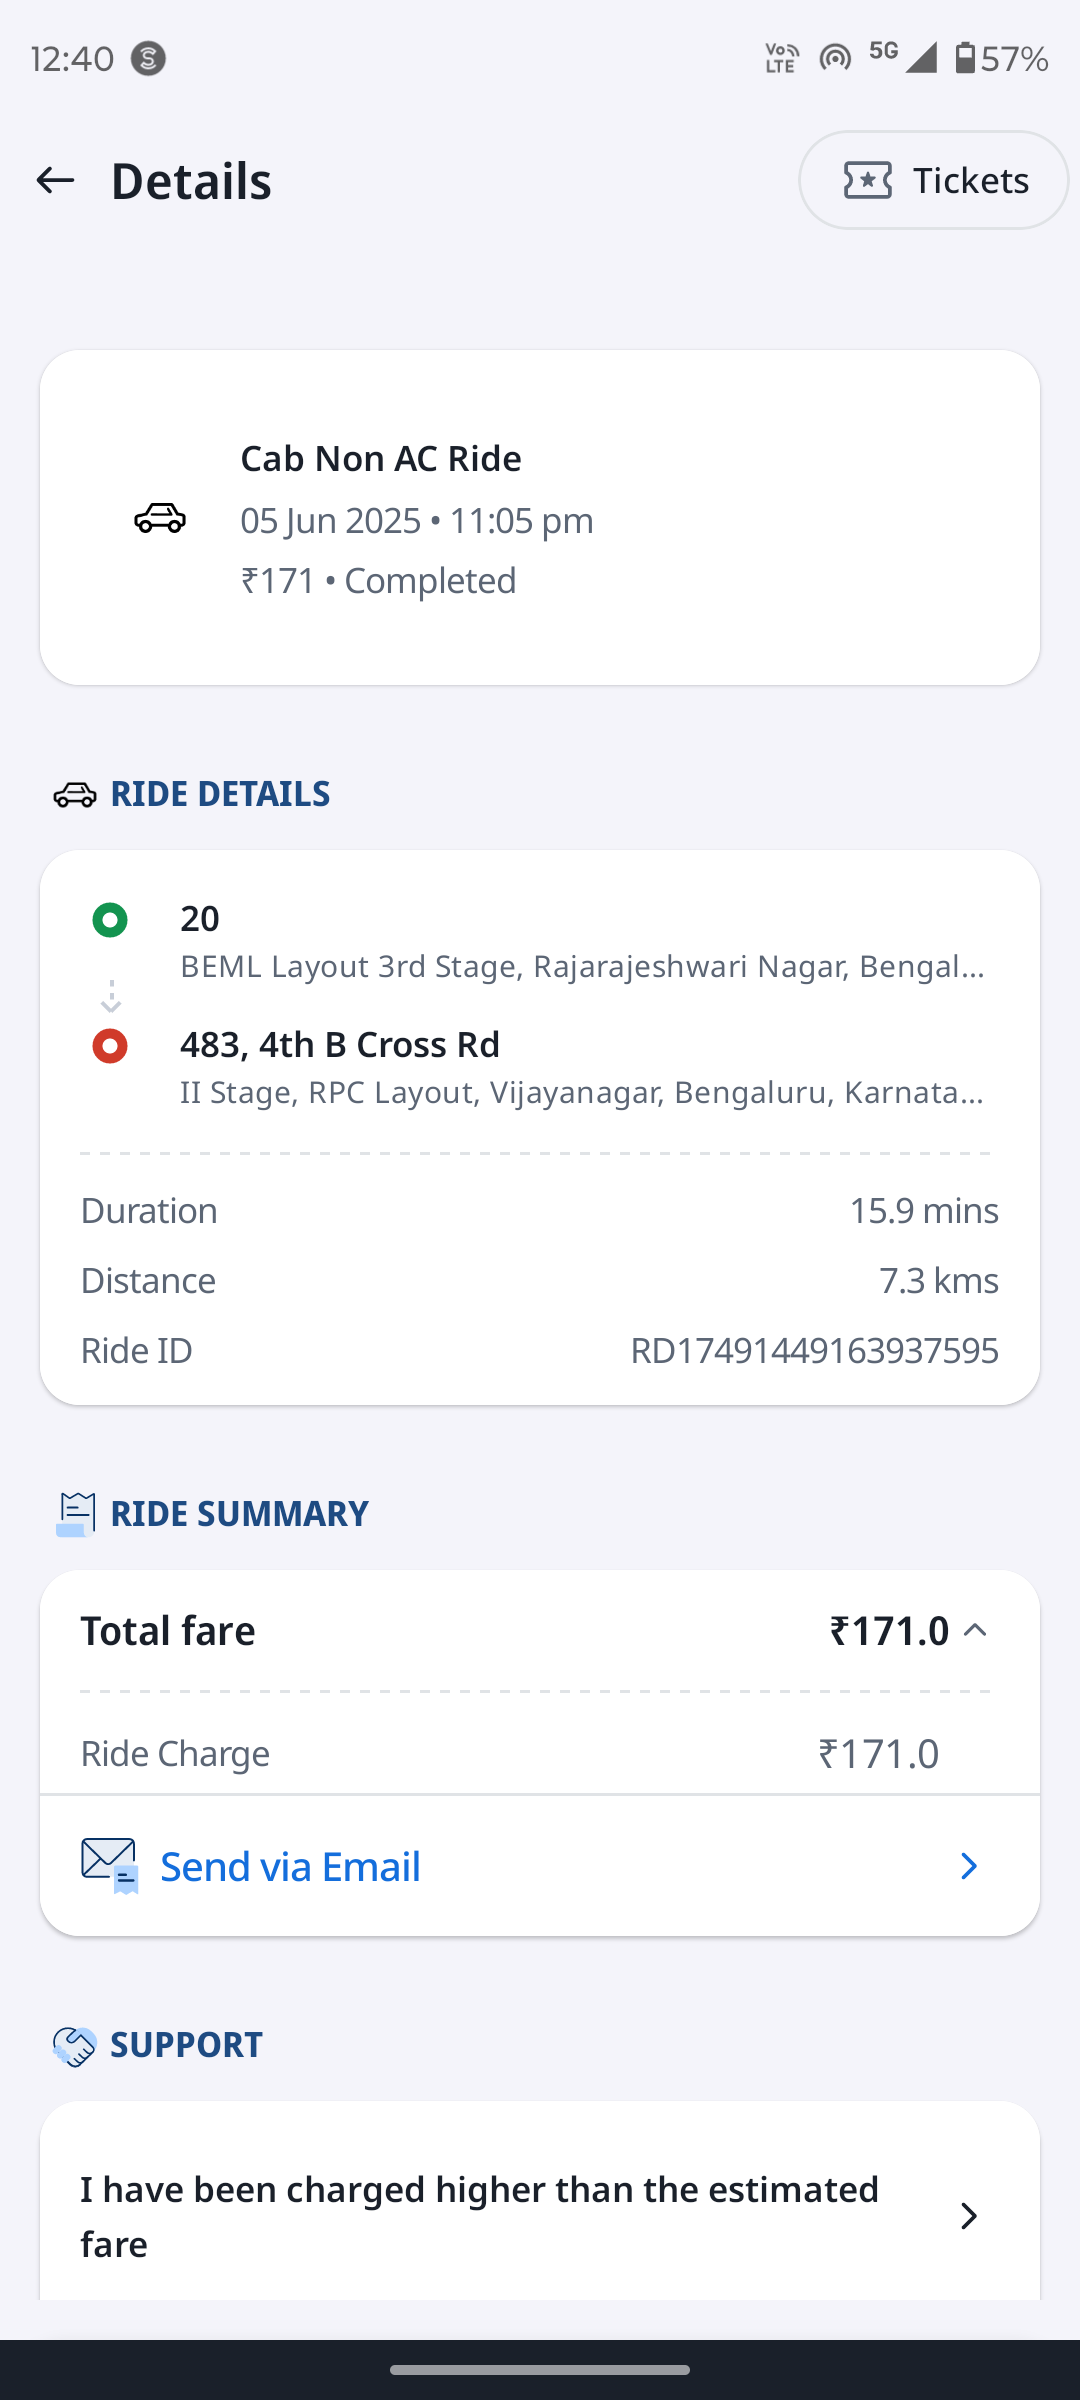 12:40 VoLTE 5G 57%
Details
Tickets
Cab Non AC Ride
05 Jun 2025 • 11:05 pm
₹171 • Completed
RIDE DETAILS
20
BEML Layout 3rd Stage, Rajarajeshwari Nagar, Bengal...
483, 4th B Cross Rd
II Stage, RPC Layout, Vijayanagar, Bengaluru, Karnata...
Duration 15.9 mins
Distance 7.3 kms
Ride ID RD17491449163937595
RIDE SUMMARY
Total fare ₹171.0
Ride Charge ₹171.0
Send via Email
SUPPORT
I have been charged higher than the estimated
fare